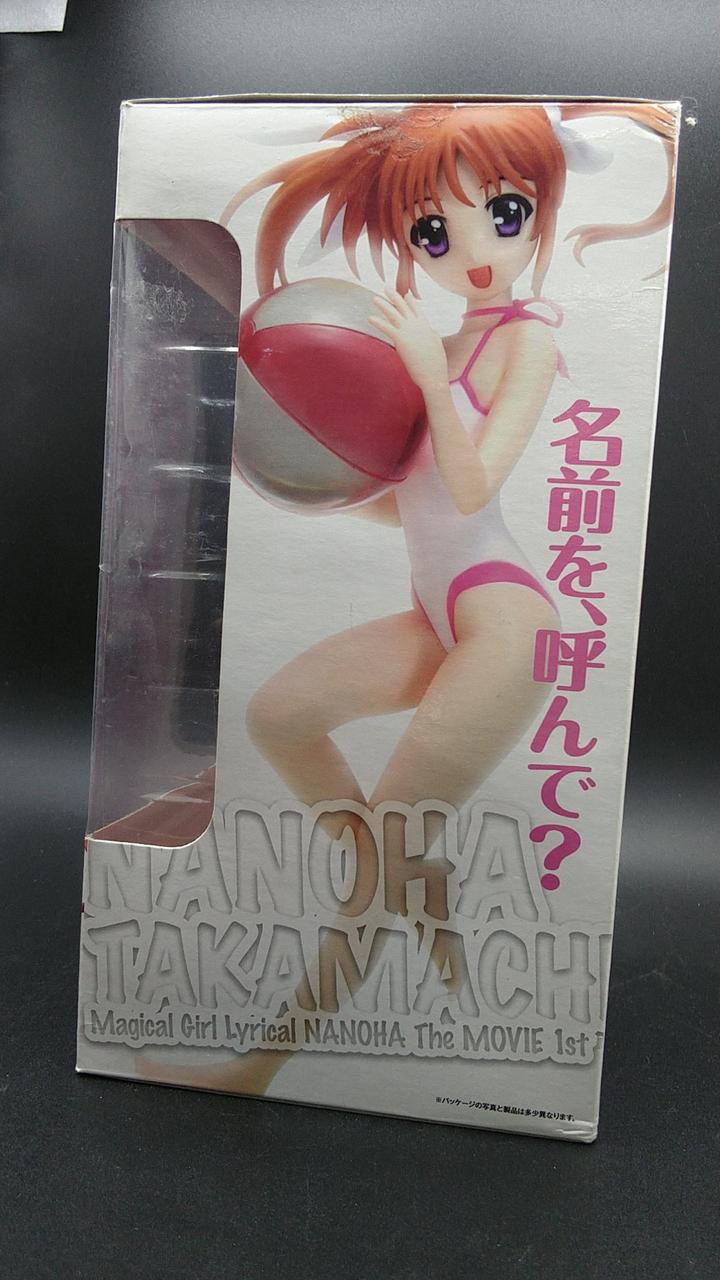 名前を、呼んで?
NANOHA
TAKAMACH
Magical Girl Lyrical NANOHA The MOVIE 1st
※パッケージの写真と製品は多少異なります。